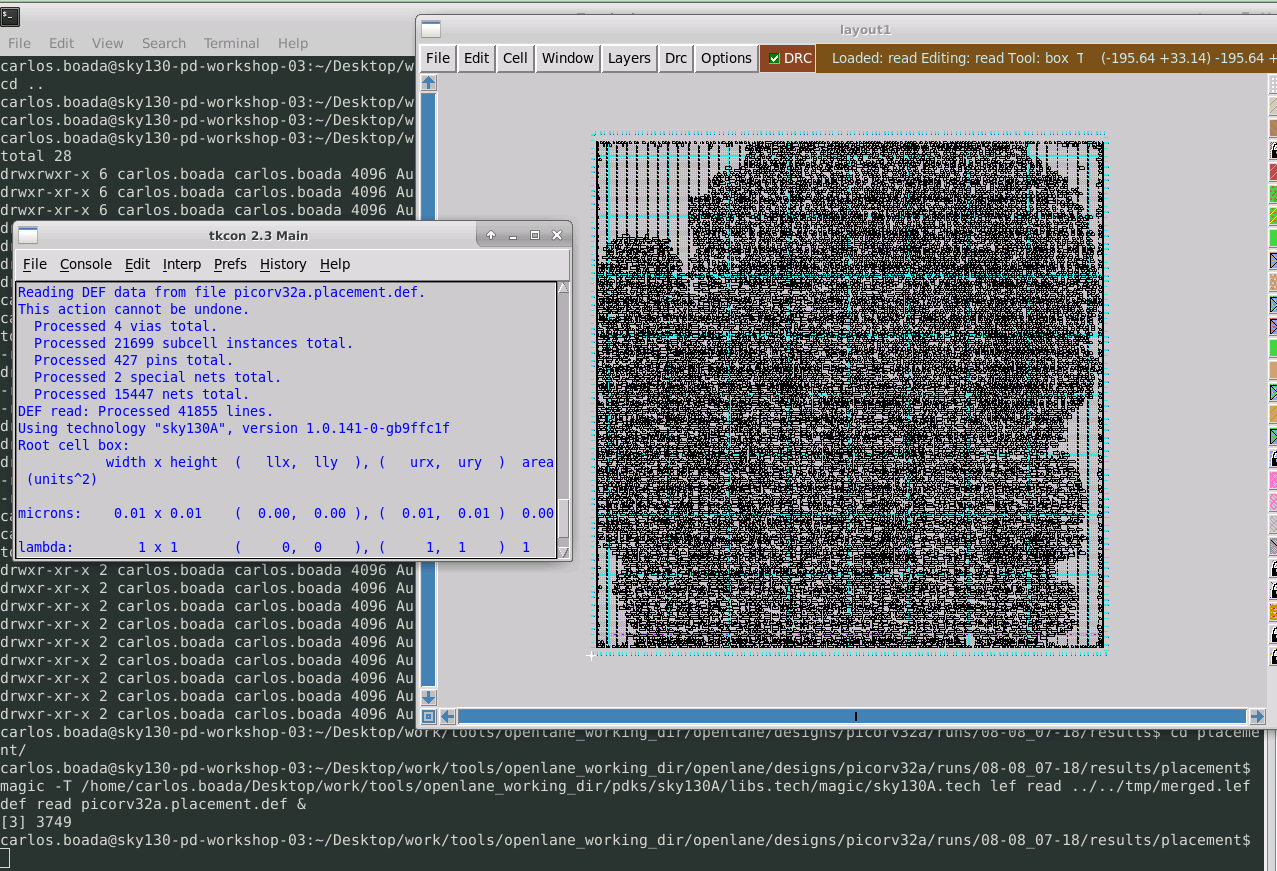 File Edit View Search Terminal Help
carlos.boada@sky130-pd-workshop-03:~/Desktop/w
cd ..
carlos.boada@sky130-pd-workshop-03:~/Desktop/w
carlos.boada@sky130-pd-workshop-03:~/Desktop/w
carlos.boada@sky130-pd-workshop-03:~/Desktop/w
total 28
drwxrwxr-x 6 carlos.boada carlos.boada 4096 Au
drwxr-xr-x 6 carlos.boada carlos.boada 4096 Au
drwxr-xr-x 6 carlos.boada carlos.boada 4096 Au
layout1
File Edit Cell Window Layers Drc Options DRC Loaded: read Editing: read Tool: box T (-195.64 +33.14) -195.64 +
tkcon 2.3 Main
File Console Edit Interp Prefs History Help
Reading DEF data from file picorv32a.placement.def.
This action cannot be undone.
Processed 4 vias total.
Processed 21699 subcell instances total.
Processed 427 pins total.
Processed 2 special nets total.
Processed 15447 nets total.
DEF read: Processed 41855 lines.
Using technology "sky130A", version 1.0.141-0-gb9ffc1f
Root cell box:
width x height ( llx, lly ), ( urx, ury ) area
(units^2)
microns: 0.01 x 0.01 ( 0.00, 0.00 ), ( 0.01, 0.01 ) 0.00
lambda: 1 x 1 ( 0, 0 ), ( 1, 1 ) 1
drwxr-xr-x 2 carlos.boada carlos.boada 4096 Au
drwxr-xr-x 2 carlos.boada carlos.boada 4096 Au
drwxr-xr-x 2 carlos.boada carlos.boada 4096 Au
drwxr-xr-x 2 carlos.boada carlos.boada 4096 Au
drwxr-xr-x 2 carlos.boada carlos.boada 4096 Au
drwxr-xr-x 2 carlos.boada carlos.boada 4096 Au
drwxr-xr-x 2 carlos.boada carlos.boada 4096 Au
drwxr-xr-x 2 carlos.boada carlos.boada 4096 Au
drwxr-xr-x 2 carlos.boada carlos.boada 4096 Au
carlos.boada@sky130-pd-workshop-03:~/Desktop/work/tools/openlane_working_dir/openlane/designs/picorv32a/runs/08-08_07-18/results$ cd placeme
nt/
carlos.boada@sky130-pd-workshop-03:~/Desktop/work/tools/openlane_working_dir/openlane/designs/picorv32a/runs/08-08_07-18/results/placement$
magic -T /home/carlos.boada/Desktop/work/tools/openlane_working_dir/pdks/sky130A/libs.tech/magic/sky130A.tech lef read ../../tmp/merged.lef
def read picorv32a.placement.def &
[3] 3749
carlos.boada@sky130-pd-workshop-03:~/Desktop/work/tools/openlane_working_dir/openlane/designs/picorv32a/runs/08-08_07-18/results/placement$